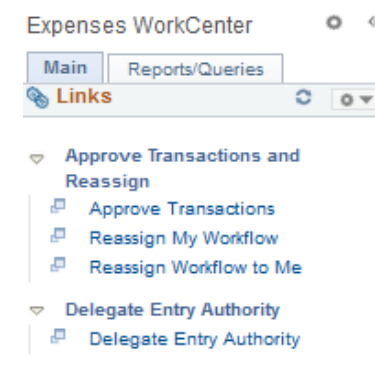 Expenses WorkCenter
Main Reports/Queries
Links
Approve Transactions and
Reassign
Approve Transactions
Reassign My Workflow
Reassign Workflow to Me
Delegate Entry Authority
Delegate Entry Authority